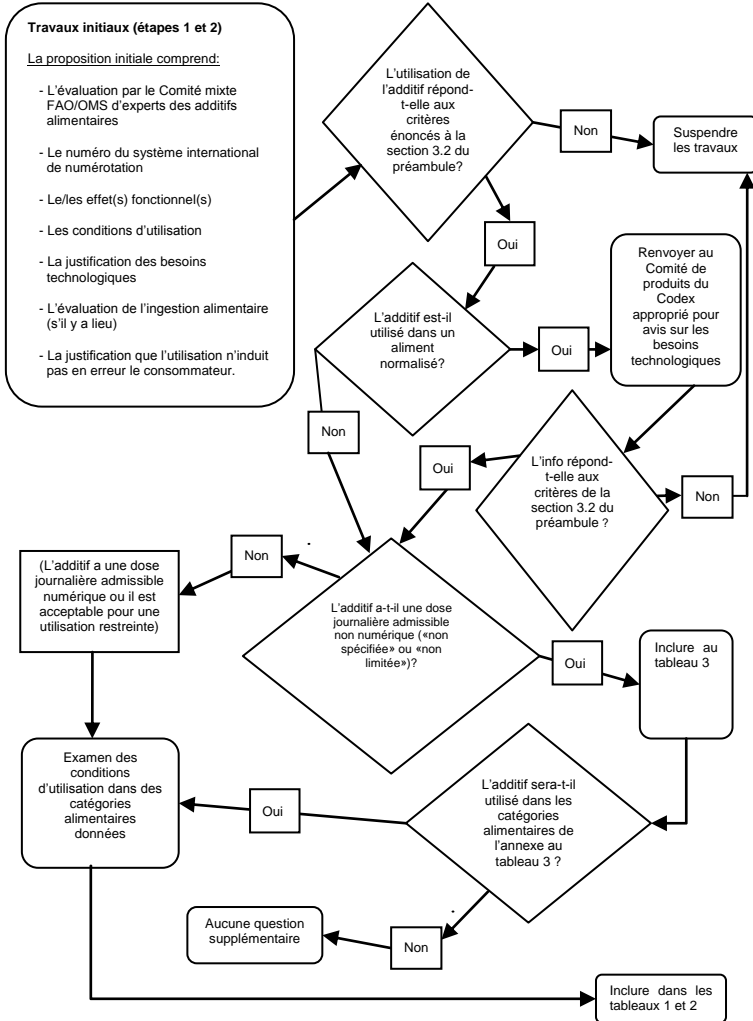 Travaux initiaux (étapes 1 et 2)
La proposition initiale comprend:
- L'évaluation par le Comité mixte
FAO/OMS d'experts des additifs
alimentaires
- Le numéro du système international
de numérotation
- Le/les effet(s) fonctionnel(s)
- Les conditions d'utilisation
- La justification des besoins
technologiques
- L'évaluation de l'ingestion alimentaire
(s'il y a lieu)
- La justification que l'utilisation n'induit
pas en erreur le consommateur.
L'utilisation de
l'additif répond-
t-elle aux
critères
énoncés à la
section 3.2 du
préambule?
Non
Suspendre
les travaux
Oui
L'additif est-il
utilisé dans un
aliment
normalisé?
Oui
Renvoyer au
Comité de
produits du
Codex
approprié pour
avis sur les
besoins
technologiques
Non
Oui
L'info répond-
t-elle aux
critères de la
section 3.2 du
préambule ?
Non
Non
(L'additif a une dose
journalière admissible
numérique ou il est
acceptable pour une
utilisation restreinte)
L'additif a-t-il une dose
journalière admissible
non numérique («non
spécifiée» ou «non
limitée»)?
Oui
Inclure au
tableau 3
Examen des
conditions
d'utilisation dans des
catégories
alimentaires
données
Oui
L'additif sera-t-il
utilisé dans les
catégories
alimentaires de
l'annexe au
tableau 3 ?
Aucune question
supplémentaire
Non
Inclure dans les
tableaux 1 et 2